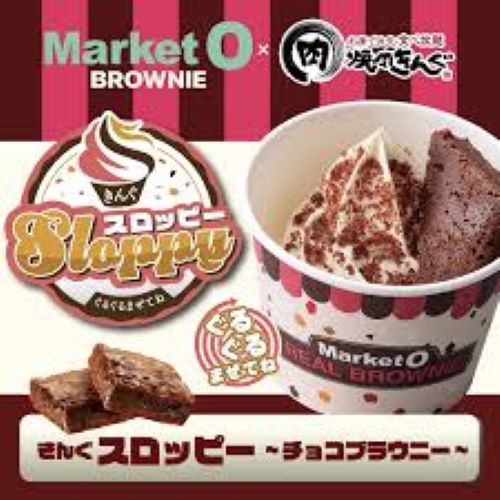 Market O × 肉 焼肉きんぐ
BROWNIE
きんぐ
スロッピー
Sloppy
ぐるぐるまぜてね
ぐる
ぐる
まぜてね
Market O
REAL BROWNIE
きんぐ スロッピー ~チョコブラウニー~